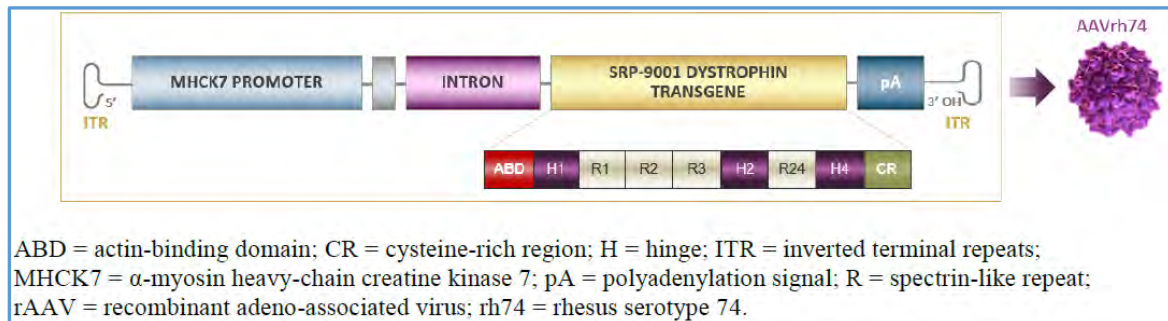 AAVrh74
MHCK7 PROMOTER
INTRON
SRP-9001 DYSTROPHIN
TRANSGENE
pA
5'
3' OH
ITR
ITR
ABD H1 R1 R2 R3 H2 R24 H4 CR
ABD = actin-binding domain; CR = cysteine-rich region; H = hinge; ITR = inverted terminal repeats;
MHCK7 = α-myosin heavy-chain creatine kinase 7; pA = polyadenylation signal; R = spectrin-like repeat;
rAAV = recombinant adeno-associated virus; rh74 = rhesus serotype 74.